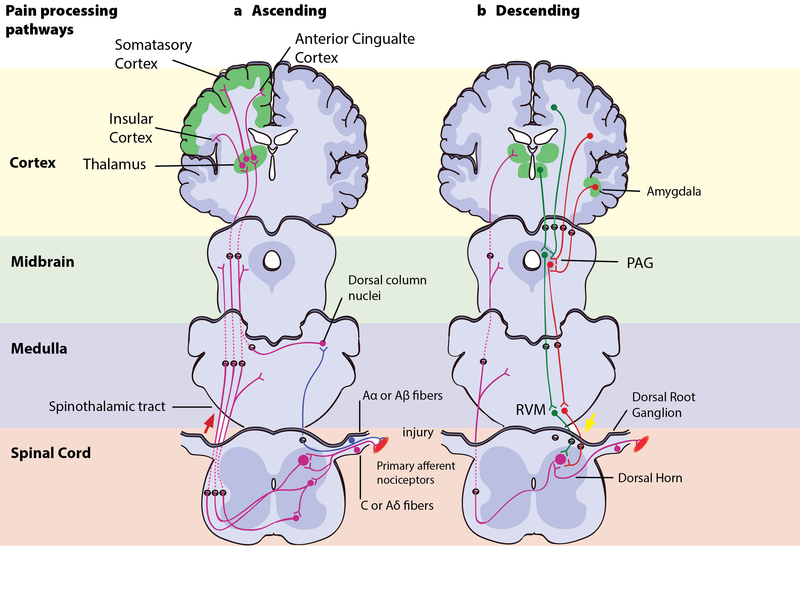 Pain processing
pathways
a Ascending
b Descending
Somatasory
Cortex
Anterior Cingualte
Cortex
Insular
Cortex
Cortex
Thalamus
Amygdala
Midbrain
PAG
Dorsal column
nuclei
Medulla
Spinothalamic tract
Aα or Aβ fibers
RVM
Dorsal Root
Ganglion
injury
Spinal Cord
Primary afferent
nociceptors
C or Aδ fibers
Dorsal Horn